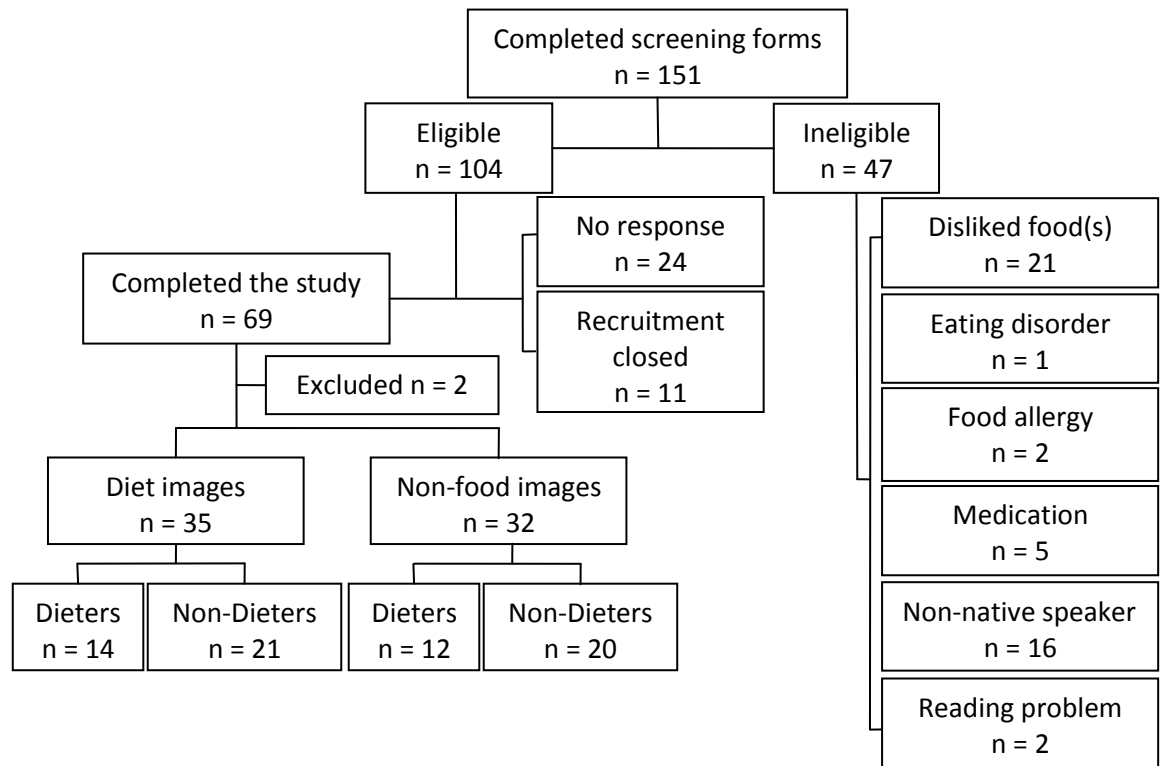 Completed screening forms
n = 151
Eligible
n = 104
Ineligible
n = 47
No response
n = 24
Recruitment
closed
n = 11
Completed the study
n = 69
Excluded n = 2
Diet images
n = 35
Non-food images
n = 32
Dieters
n = 14
Non-Dieters
n = 21
Dieters
n = 12
Non-Dieters
n = 20
Disliked food(s)
n = 21
Eating disorder
n = 1
Food allergy
n = 2
Medication
n = 5
Non-native speaker
n = 16
Reading problem
n = 2